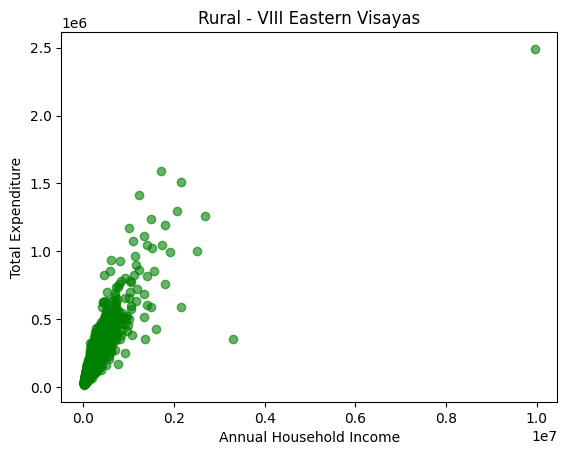 Rural - VIII Eastern Visayas
1e6
2.5
2.0
1.5
1.0
0.5
0.0
Total Expenditure
0.0 0.2 0.4 0.6 0.8 1.0
1e7
Annual Household Income